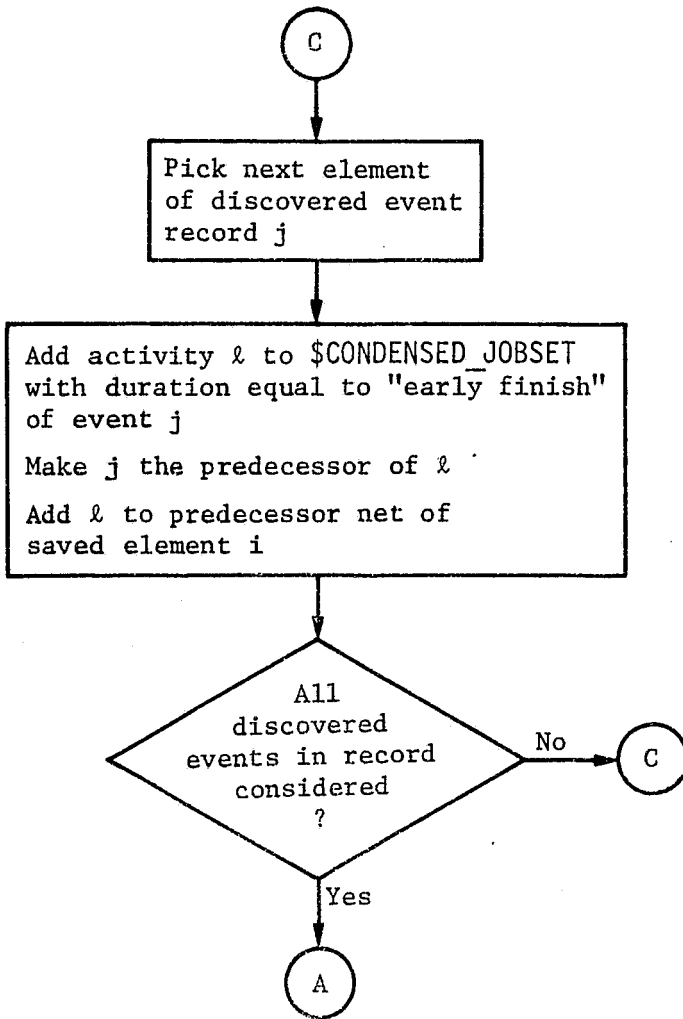 C
Pick next element
of discovered event
record j
Add activity ℓ to $CONDENSED_JOBSET
with duration equal to "early finish"
of event j
Make j the predecessor of ℓ
Add ℓ to predecessor net of
saved element i
All
discovered
events in record
considered
?
No
C
Yes
A